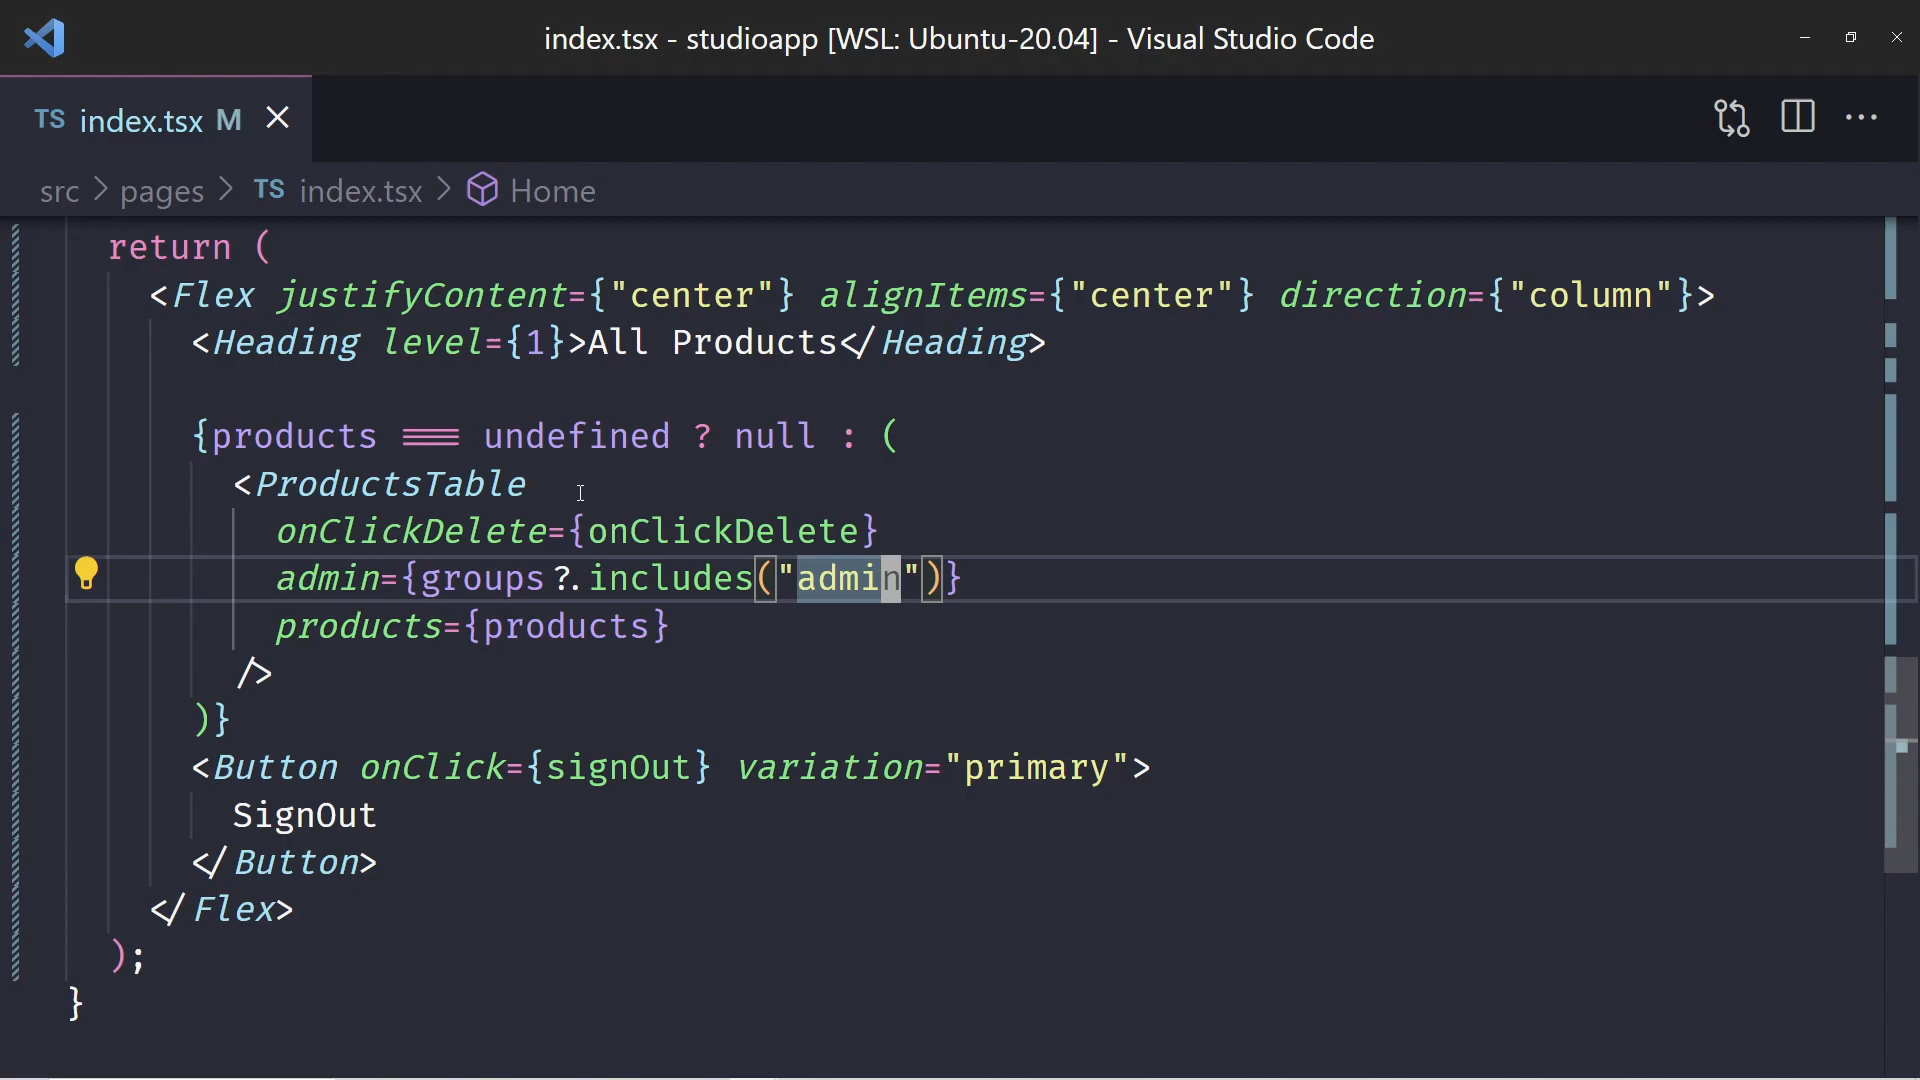 index.tsx - studioapp [WSL: Ubuntu-20.04] - Visual Studio Code
TS index.tsx M
src > pages > TS index.tsx > Home
return (
<Flex justifyContent={"center"} alignItems={"center"} direction={"column"}>
<Heading level={1}>All Products</Heading>
{products === undefined ? null : (
<ProductsTable
onClickDelete={onClickDelete}
admin={groups?.includes("admin")}
products={products}
/>
)}
<Button onClick={signOut} variation="primary">
SignOut
</Button>
</Flex>
);
}